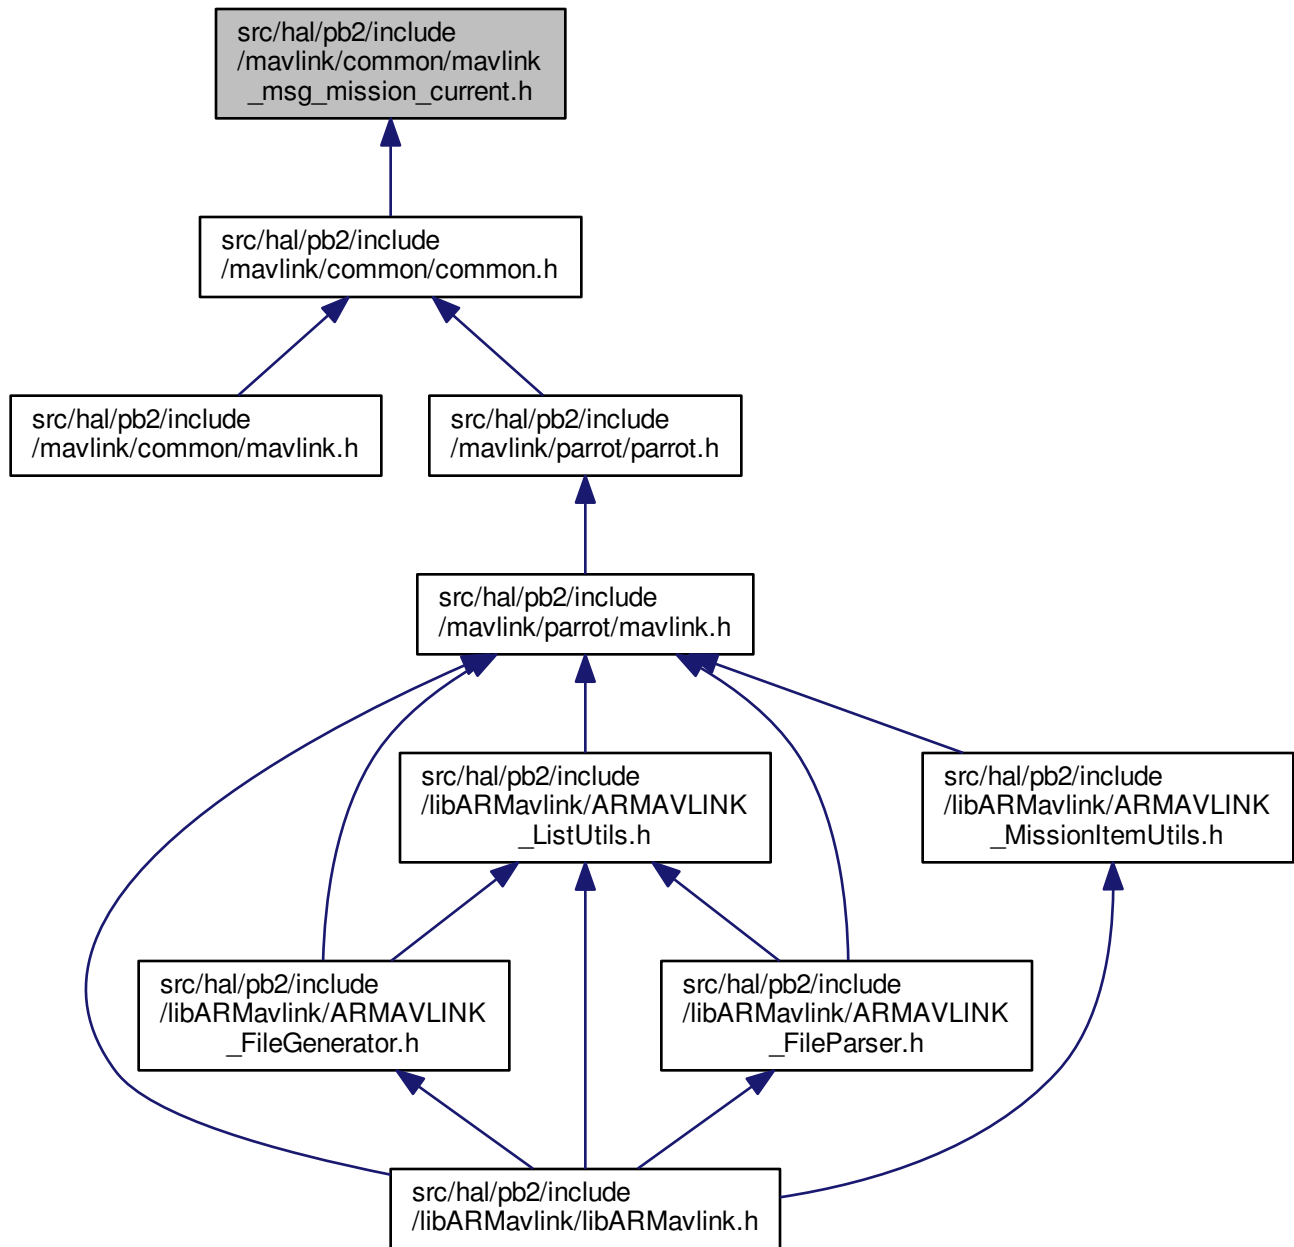 src/hal/pb2/include
/mavlink/common/mavlink
_msg_mission_current.h
src/hal/pb2/include
/mavlink/common/common.h
src/hal/pb2/include
/mavlink/common/mavlink.h
src/hal/pb2/include
/mavlink/parrot/parrot.h
src/hal/pb2/include
/mavlink/parrot/mavlink.h
src/hal/pb2/include
/libARMavlink/ARMAVLINK
_ListUtils.h
src/hal/pb2/include
/libARMavlink/ARMAVLINK
_MissionItemUtils.h
src/hal/pb2/include
/libARMavlink/ARMAVLINK
_FileGenerator.h
src/hal/pb2/include
/libARMavlink/ARMAVLINK
_FileParser.h
src/hal/pb2/include
/libARMavlink/libARMavlink.h